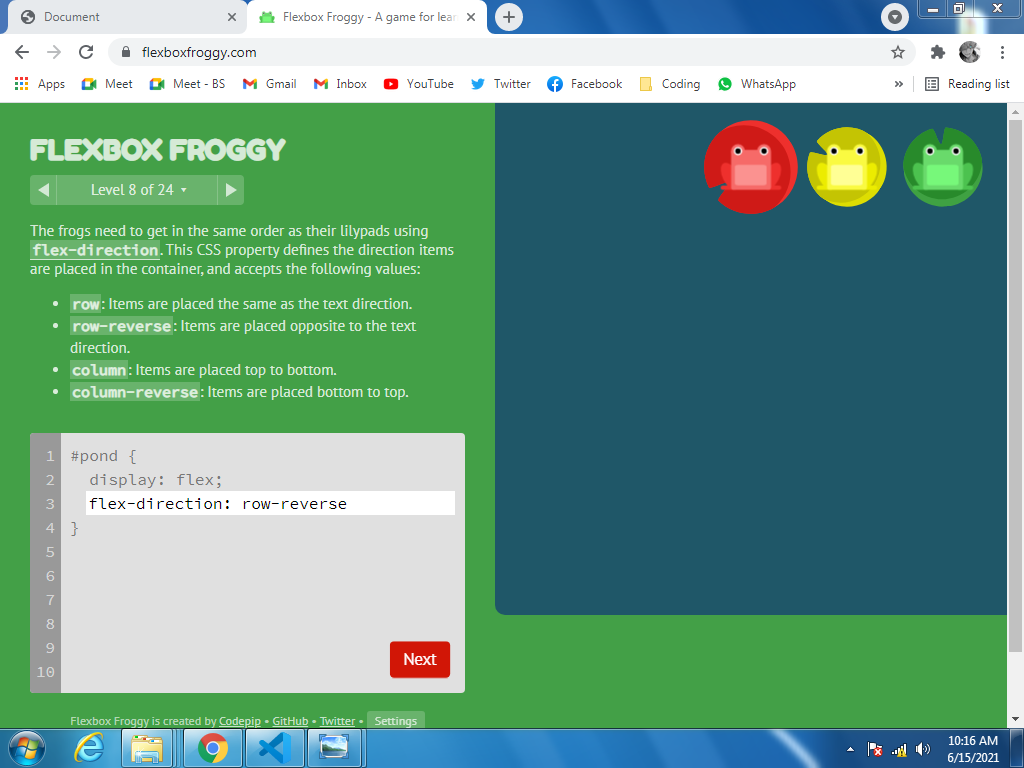 Document
Flexbox Froggy - A game for lear
flexboxfroggy.com
Apps Meet Meet - BS Gmail Inbox YouTube Twitter Facebook Coding WhatsApp » Reading list
FLEXBOX FROGGY
Level 8 of 24
The frogs need to get in the same order as their lilypads using
flex-direction. This CSS property defines the direction items
are placed in the container, and accepts the following values:
• row: Items are placed the same as the text direction.
• row-reverse: Items are placed opposite to the text
direction.
• column: Items are placed top to bottom.
• column-reverse: Items are placed bottom to top.
1 #pond {
2 display: flex;
3 flex-direction: row-reverse
4 }
5
6
7
8
9
10
Next
Flexbox Froggy is created by Codepip • GitHub • Twitter • Settings
10:16 AM
6/15/2021